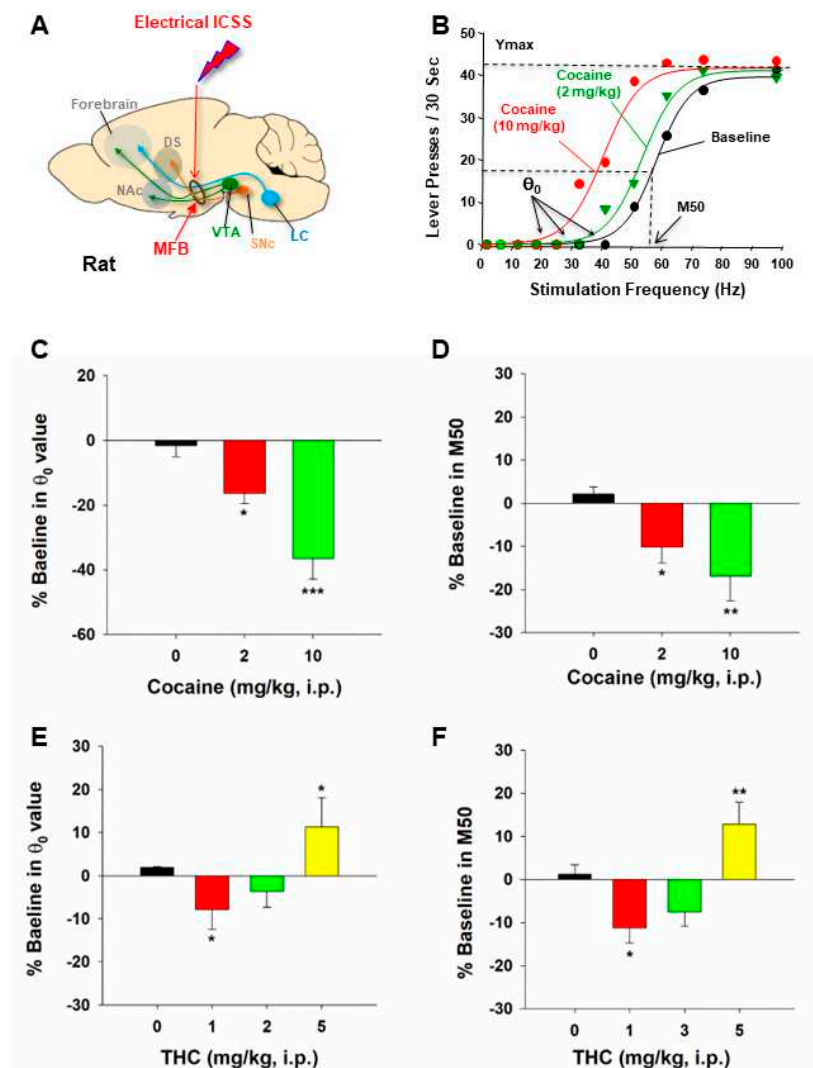 A
Electrical ICSS
Forebrain
DS
NAc
MFB
VTA
SNc
LC
Rat
B
50
40
30
20
10
0
Lever Presses / 30 Sec
Ymax
Cocaine
(2 mg/kg)
Cocaine
(10 mg/kg)
Baseline
θ0
M50
0 10 20 30 40 50 60 70 80 90 100
Stimulation Frequency (Hz)
C
20
0
-20
-40
-60
% Baeline in θ0 value
*
***
0 2 10
Cocaine (mg/kg, i.p.)
D
30
20
10
0
-10
-20
-30
% Baseline in M50
*
**
0 2 10
Cocaine (mg/kg, i.p.)
E
30
20
10
0
-10
-20
-30
% Baeline in θ0 value
*
*
0 1 2 5
THC (mg/kg, i.p.)
F
30
20
10
0
-10
-20
-30
% Baseline in M50
**
*
0 1 3 5
THC (mg/kg, i.p.)